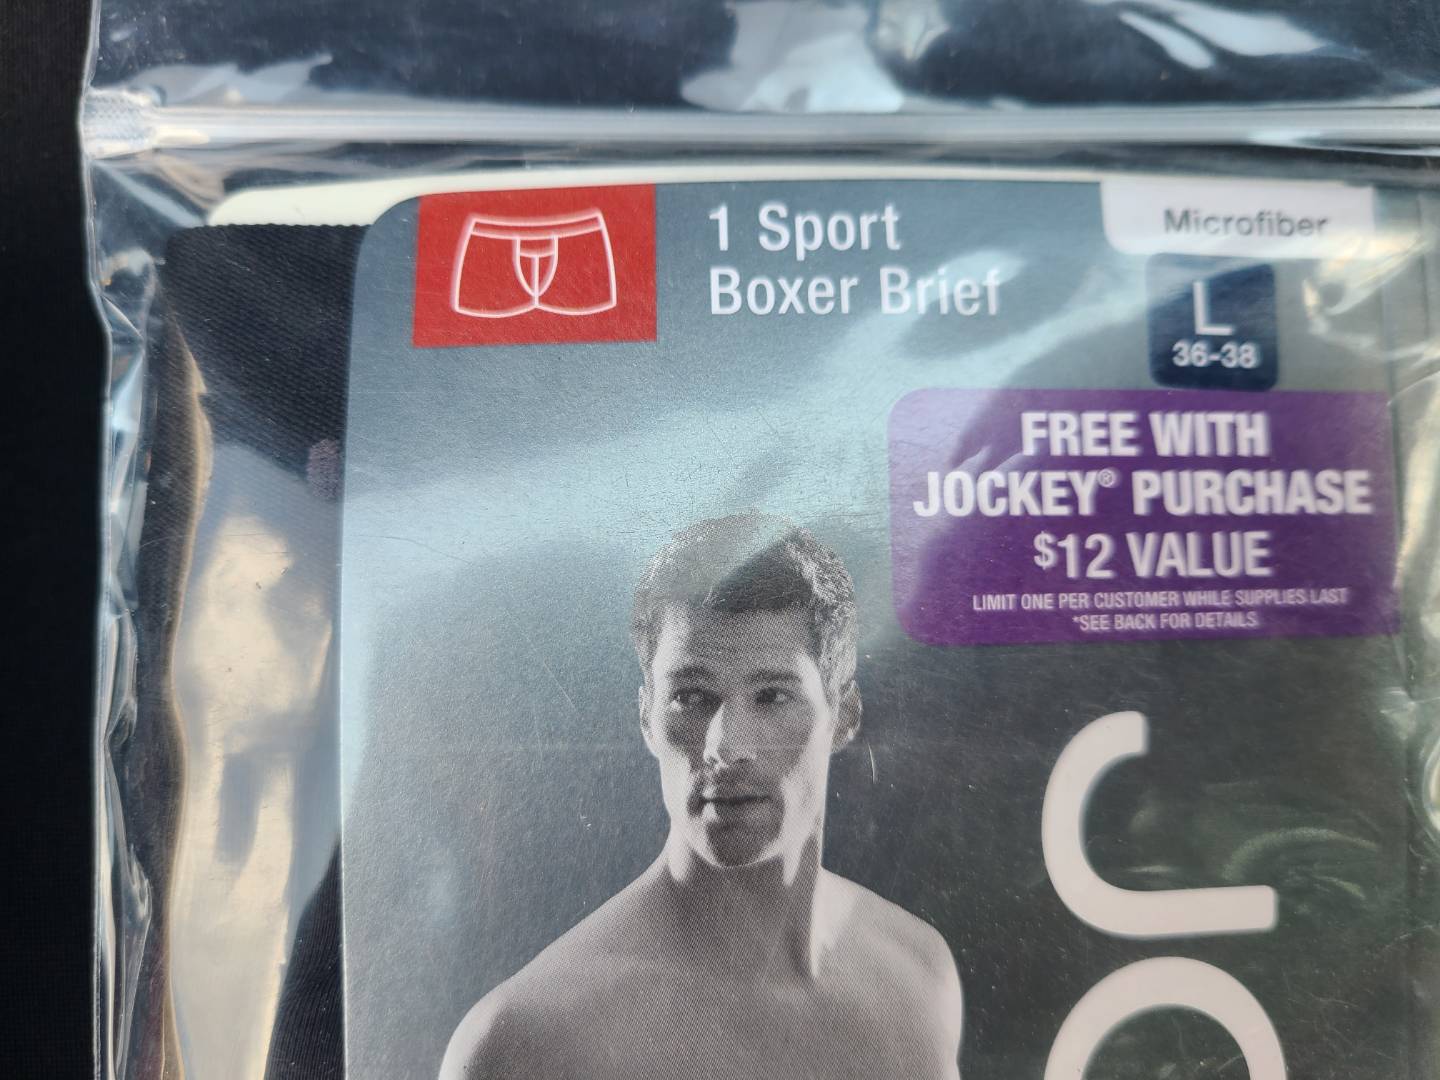 1 Sport
Boxer Brief
Microfiber
L
36-38
FREE WITH
JOCKEY® PURCHASE
$12 VALUE
LIMIT ONE PER CUSTOMER WHILE SUPPLIES LAST
*SEE BACK FOR DETAILS
Jo